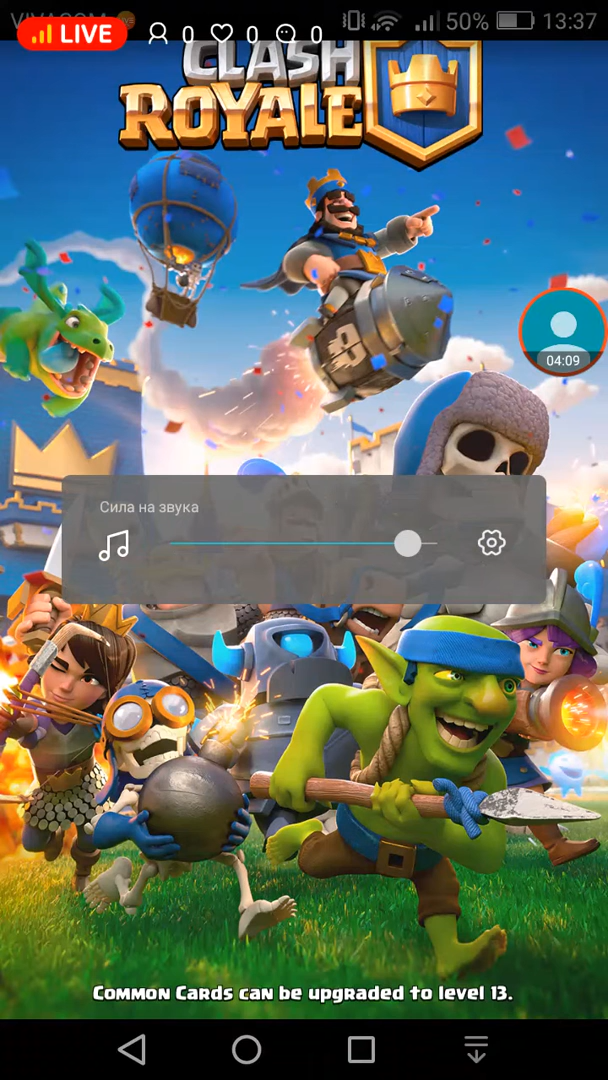 VIVACOM
LIVE 0 0 0 50% 13:37
CLASH
ROYALE
04:09
Сила на звука
Common Cards can be upgraded to level 13.